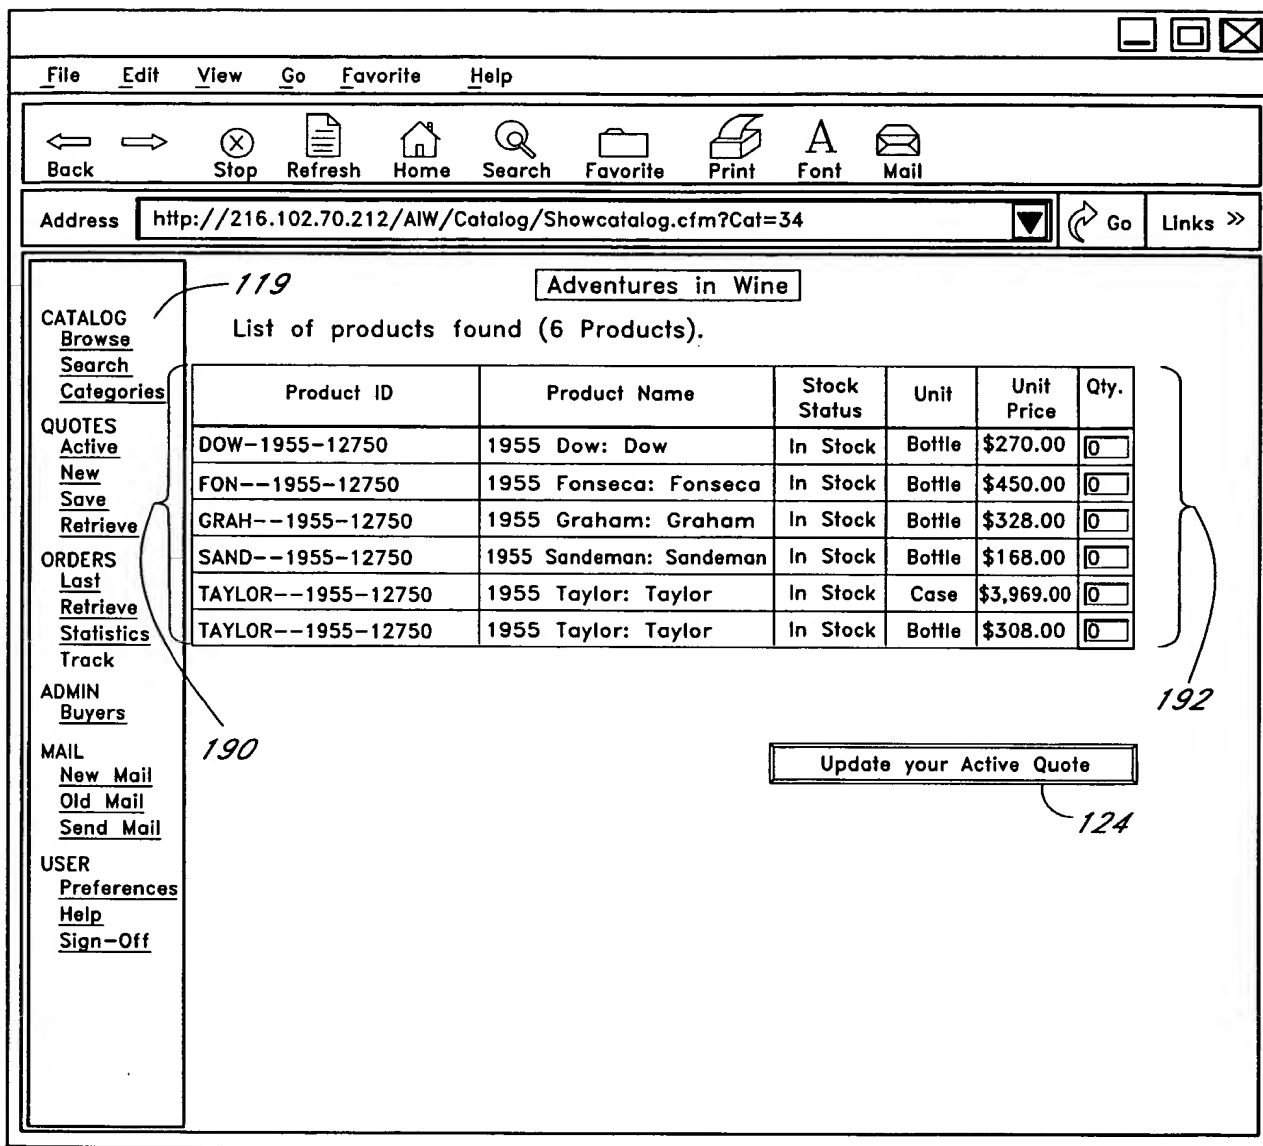 File Edit View Go Favorite Help
Back Stop Refresh Home Search Favorite Print A Font Mail
Address http://216.102.70.212/AIW/Catalog/Showcatalog.cfm?Cat=34 Go Links >>
119
CATALOG
Browse
Search
Categories
QUOTES
Active
New
Save
Retrieve
ORDERS
Last
Retrieve
Statistics
Track
ADMIN
Buyers
MAIL
New Mail
Old Mail
Send Mail
USER
Preferences
Help
Sign-Off
Adventures in Wine
List of products found (6 Products).
Product ID Product Name Stock Status Unit Unit Price Qty.
DOW-1955-12750 1955 Dow: Dow In Stock Bottle $270.00 0
FON--1955-12750 1955 Fonseca: Fonseca In Stock Bottle $450.00 0
GRAH--1955-12750 1955 Graham: Graham In Stock Bottle $328.00 0
SAND--1955-12750 1955 Sandeman: Sandeman In Stock Bottle $168.00 0
TAYLOR--1955-12750 1955 Taylor: Taylor In Stock Case $3,969.00 0
TAYLOR--1955-12750 1955 Taylor: Taylor In Stock Bottle $308.00 0
192
190
Update your Active Quote
124